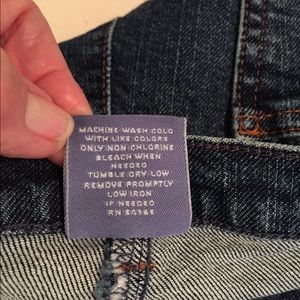 MACHINE WASH COLD
WITH LIKE COLORS
ONLY NON-CHLORINE
BLEACH WHEN
NEEDED
TUMBLE DRY LOW
REMOVE PROMPTLY
LOW IRON
IF NEEDED
RN